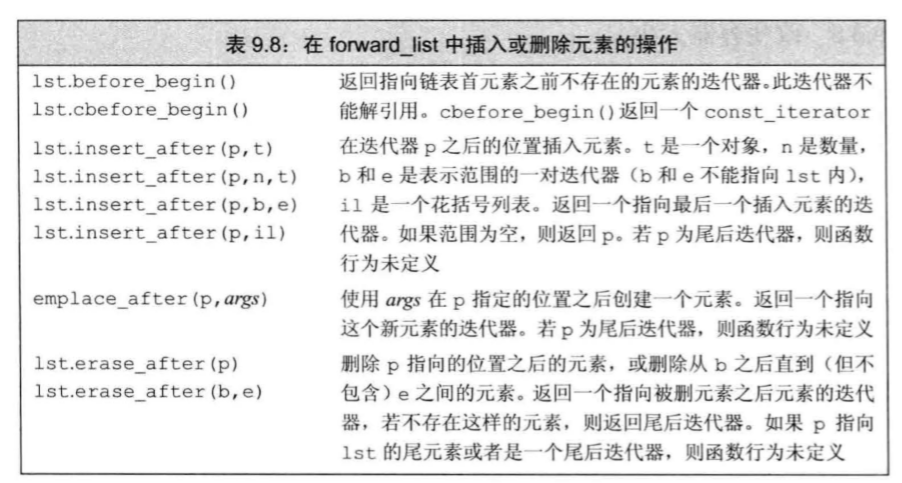 表 9.8：在 forward_list 中插入或删除元素的操作
lst.before_begin() 返回指向链表首元素之前不存在的元素的迭代器。此迭代器不
lst.cbefore_begin() 能解引用。cbefore_begin()返回一个 const_iterator
lst.insert_after(p,t) 在迭代器 p 之后的位置插入元素。t 是一个对象，n 是数量，
lst.insert_after(p,n,t) b 和 e 是表示范围的一对迭代器（b 和 e 不能指向 lst 内），
lst.insert_after(p,b,e) il 是一个花括号列表。返回一个指向最后一个插入元素的迭
lst.insert_after(p,il) 代器。如果范围为空，则返回 p。若 p 为尾后迭代器，则函数
行为未定义
emplace_after(p,args) 使用 args 在 p 指定的位置之后创建一个元素。返回一个指向
这个新元素的迭代器。若 p 为尾后迭代器，则函数行为未定义
lst.erase_after(p) 删除 p 指向的位置之后的元素，或删除从 b 之后直到（但不
lst.erase_after(b,e) 包含）e 之间的元素。返回一个指向被删元素之后元素的迭代
器，若不存在这样的元素，则返回尾后迭代器。如果 p 指向
lst 的尾元素或者是一个尾后迭代器，则函数行为未定义